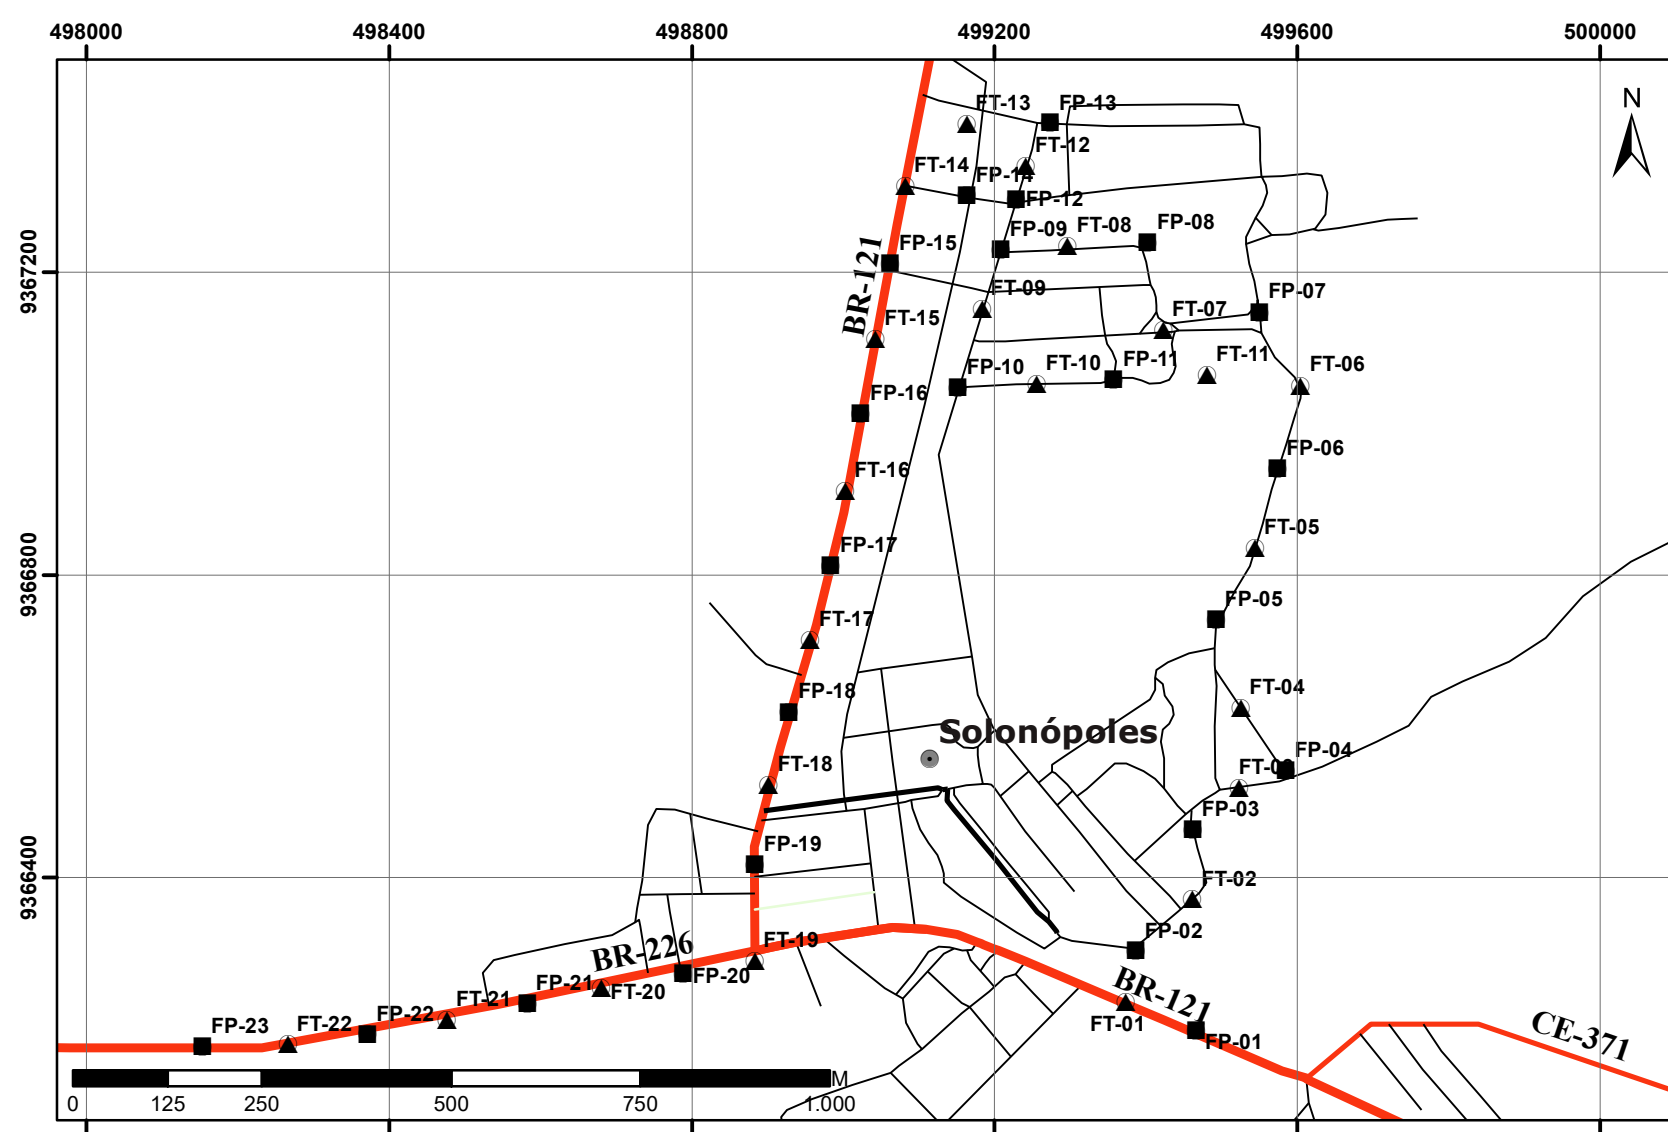 498000 498400 498800 499200 499600 500000
N
FT-13 FP-13
FT-12
FT-14 FP-14
FP-12
FP-09 FT-08 FP-08
FP-15
9367200
BR-121
FT-09 FP-07
FT-15 FT-07
FP-10 FT-10 FP-11 FT-11 FT-06
FP-16
FP-06
FT-16
FT-05
FP-17
9366800
FP-05
FT-17
FP-18 FT-04
Solonópoles
FP-04
FT-18
FP-03
FP-19
9366400
FT-02
FP-02
FT-19
BR-226
FP-20
FP-21 FT-20
FT-21
BR-121
FP-22
FT-22
FP-23
FT-01
FP-01
CE-371
M
0 125 250 500 750 1.000